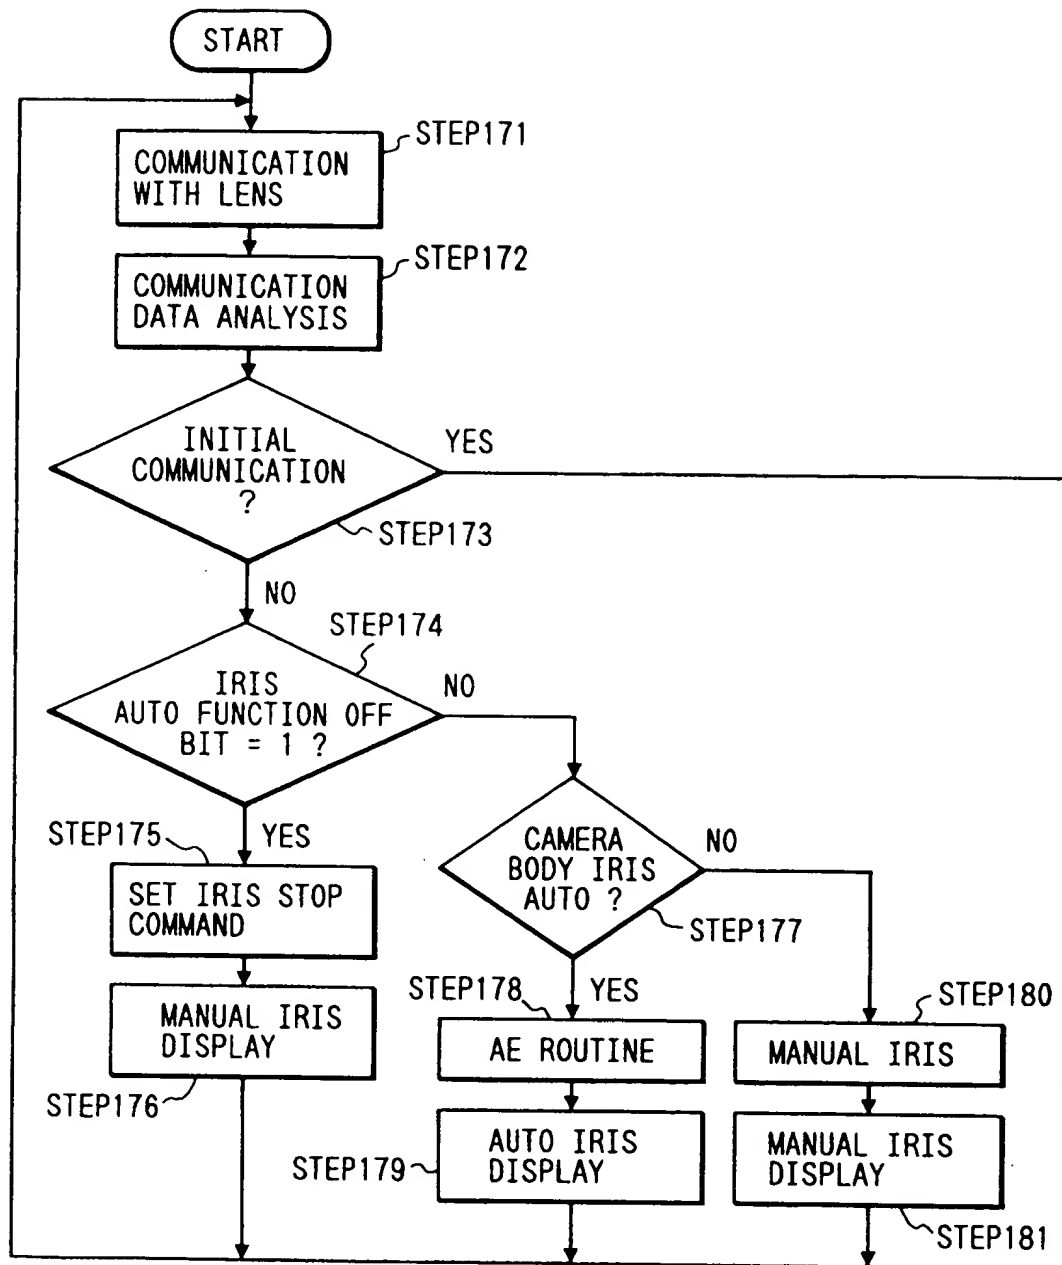 START
STEP171
COMMUNICATION
WITH LENS
STEP172
COMMUNICATION
DATA ANALYSIS
INITIAL
COMMUNICATION
?
YES
STEP173
NO
STEP174
IRIS
AUTO FUNCTION OFF
BIT = 1 ?
NO
STEP175
YES
SET IRIS STOP
COMMAND
MANUAL IRIS
DISPLAY
STEP176
CAMERA
BODY IRIS
AUTO ?
NO
STEP177
STEP178
YES
AE ROUTINE
STEP179
AUTO IRIS
DISPLAY
STEP180
MANUAL IRIS
MANUAL IRIS
DISPLAY
STEP181